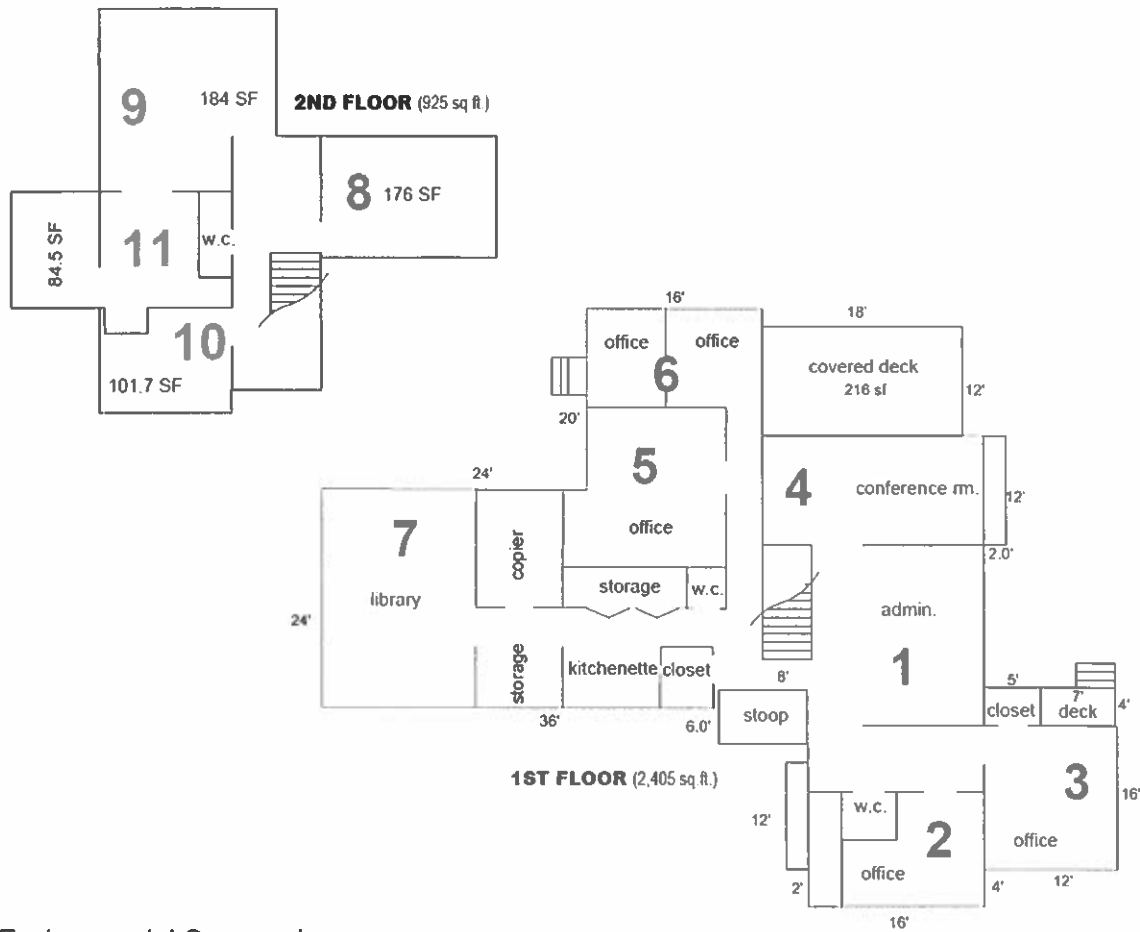 9
184 SF
2ND FLOOR (925 sq ft.)
8 176 SF
84.5 SF
11
w.c.
10
101.7 SF
16'
18'
office
office
6
covered deck
216 sf
12'
20'
24'
5
4
conference rm.
12'
7
office
copier
2.0'
library
storage
w.c.
admin.
24'
1
storage
kitchenette
closet
8'
5'
7'
closet
deck
4'
36'
6.0'
stoop
1ST FLOOR (2,405 sq.ft.)
3
12'
w.c.
2
16'
office
office
2'
4'
12'
16'